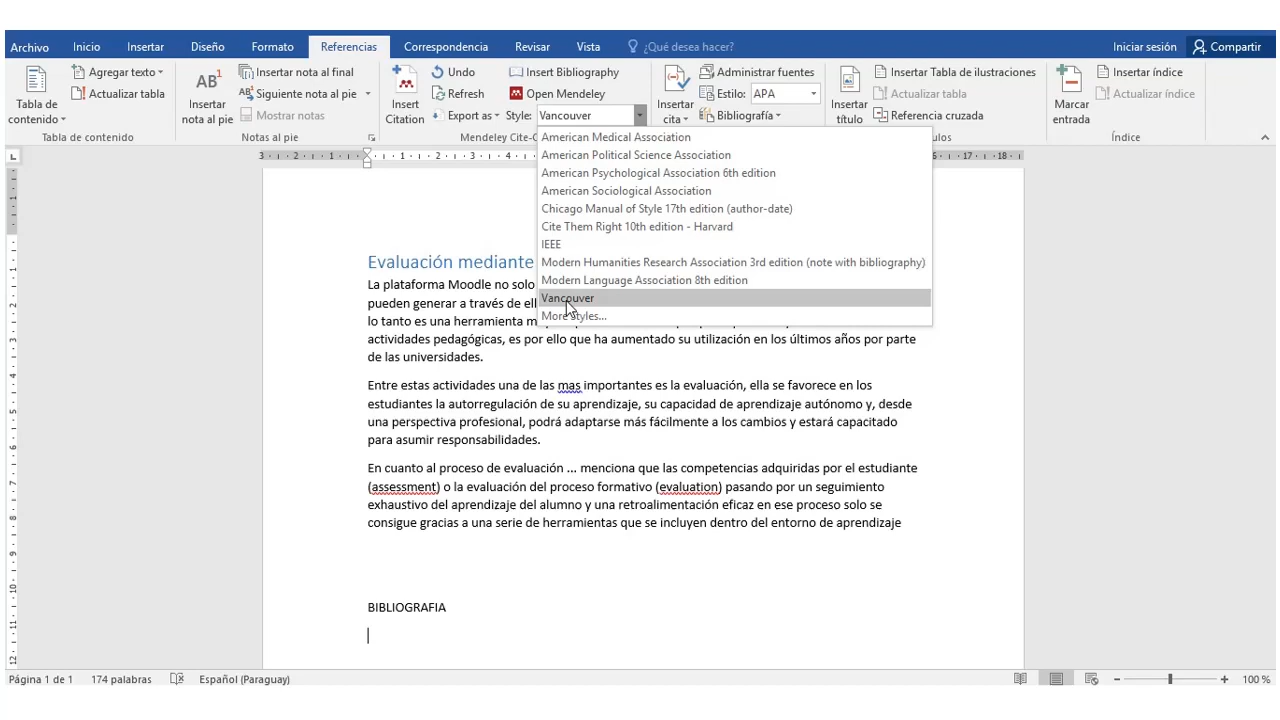 Archivo Inicio Insertar Diseño Formato Referencias Correspondencia Revisar Vista ¿Qué desea hacer? Iniciar sesión Compartir
Tabla de contenido
Agregar texto
Actualizar tabla
Tabla de contenido
AB1
Insertar nota al pie
Insertar nota al final
AB1 Siguiente nota al pie
Mostrar notas
Notas al pie
Insert Citation
Undo
Refresh
Export as
Insert Bibliography
Open Mendeley
Style: Vancouver
Mendeley Cite-O
Insertar cita
Administrar fuentes
Estilo: APA
Bibliografía
Insertar título
Insertar Tabla de ilustraciones
Actualizar tabla
Referencia cruzada
Marcar entrada
Insertar índice
Actualizar índice
Índice
American Medical Association
American Political Science Association
American Psychological Association 6th edition
American Sociological Association
Chicago Manual of Style 17th edition (author-date)
Cite Them Right 10th edition - Harvard
IEEE
Modern Humanities Research Association 3rd edition (note with bibliography)
Modern Language Association 8th edition
Vancouver
More styles...
3 2 1 1 2 3 4 17 18
Evaluación mediante
La plataforma Moodle no solo
pueden generar a través de ell
lo tanto es una herramienta m
actividades pedagógicas, es por ello que ha aumentado su utilización en los últimos años por parte
de las universidades.
Entre estas actividades una de las mas importantes es la evaluación, ella se favorece en los
estudiantes la autorregulación de su aprendizaje, su capacidad de aprendizaje autónomo y, desde
una perspectiva profesional, podrá adaptarse más fácilmente a los cambios y estará capacitado
para asumir responsabilidades.
En cuanto al proceso de evaluación ... menciona que las competencias adquiridas por el estudiante
(assessment) o la evaluación del proceso formativo (evaluation) pasando por un seguimiento
exhaustivo del aprendizaje del alumno y una retroalimentación eficaz en ese proceso solo se
consigue gracias a una serie de herramientas que se incluyen dentro del entorno de aprendizaje
BIBLIOGRAFIA
Página 1 de 1 174 palabras Español (Paraguay) 100 %